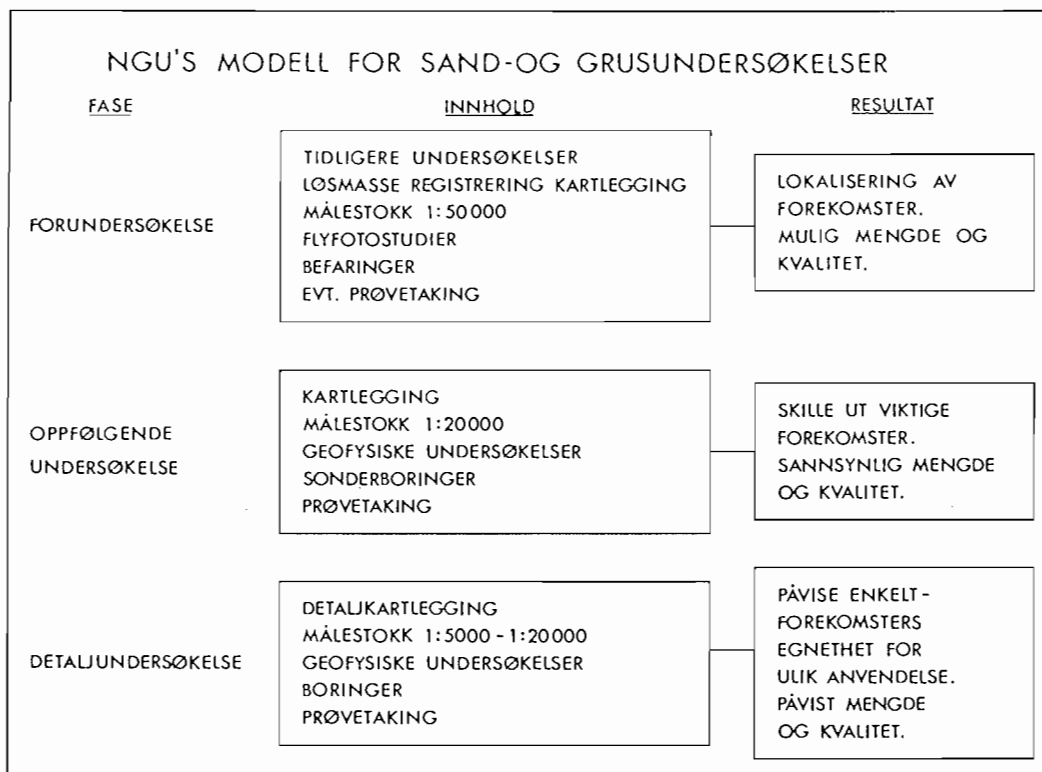 NGU'S MODELL FOR SAND-OG GRUSUNDERSØKELSER
FASE
INNHOLD
RESULTAT
FORUNDERSØKELSE
TIDLIGERE UNDERSØKELSER
LØSMASSE REGISTRERING KARTLEGGING
MÅLESTOKK 1:50000
FLYFOTOSTUDIER
BEFARINGER
EVT. PRØVETAKING
LOKALISERING AV
FOREKOMSTER.
MULIG MENGDE OG
KVALITET.
OPPFØLGENDE
UNDERSØKELSE
KARTLEGGING
MÅLESTOKK 1:20000
GEOFYSISKE UNDERSØKELSER
SONDERBORINGER
PRØVETAKING
SKILLE UT VIKTIGE
FOREKOMSTER.
SANNSYNLIG MENGDE
OG KVALITET.
DETALJUNDERSØKELSE
DETALJKARTLEGGING
MÅLESTOKK 1:5000-1:20000
GEOFYSISKE UNDERSØKELSER
BORINGER
PRØVETAKING
PÅVISE ENKELT-
FOREKOMSTERS
EGNETHET FOR
ULIK ANVENDELSE.
PÅVIST MENGDE
OG KVALITET.